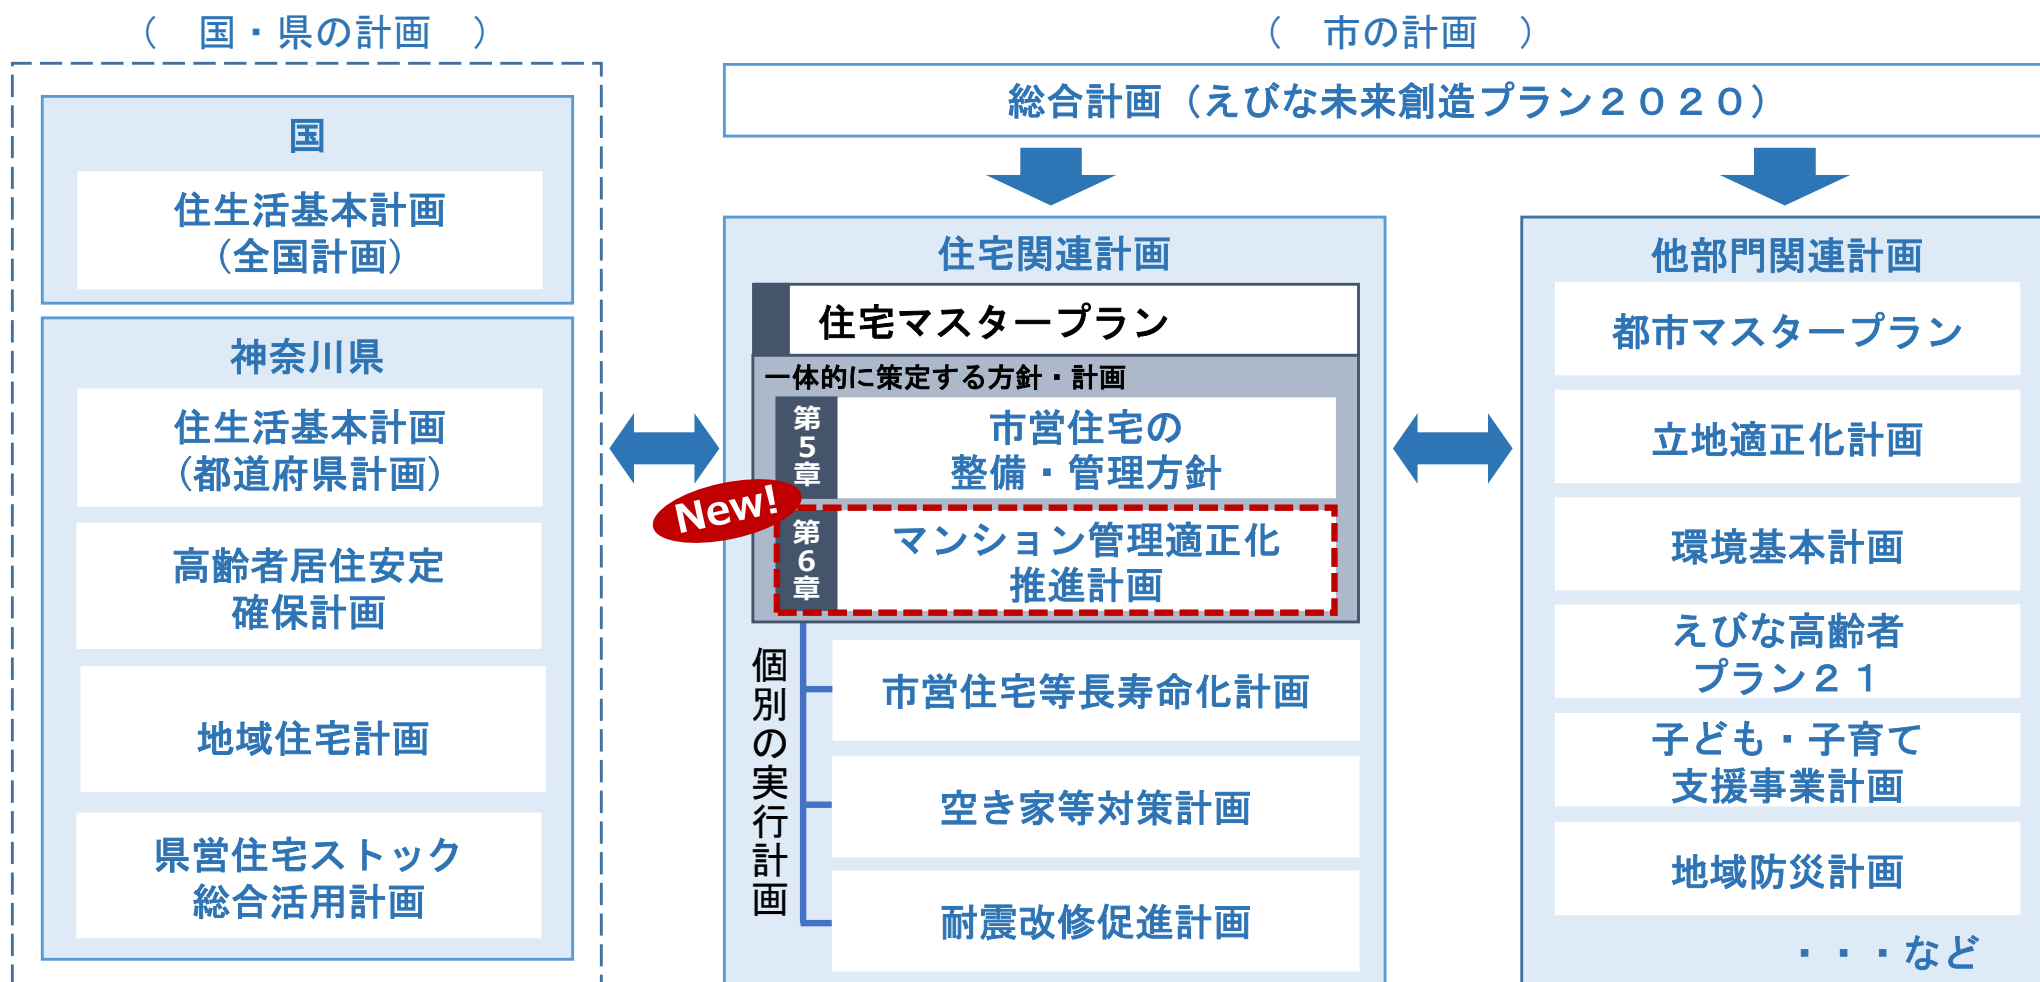 （　国・県の計画　）
国
住生活基本計画
（全国計画）
神奈川県
住生活基本計画
（都道府県計画）
高齢者居住安定
確保計画
地域住宅計画
県営住宅ストック
総合活用計画
（　市の計画　）
総合計画（えびな未来創造プラン２０２０）
住宅関連計画
住宅マスタープラン
一体的に策定する方針・計画
第5章
市営住宅の
整備・管理方針
New!
第6章
マンション管理適正化
推進計画
個別の実行計画
市営住宅等長寿命化計画
空き家等対策計画
耐震改修促進計画
他部門関連計画
都市マスタープラン
立地適正化計画
環境基本計画
えびな高齢者
プラン２１
子ども・子育て
支援事業計画
地域防災計画
・・・など